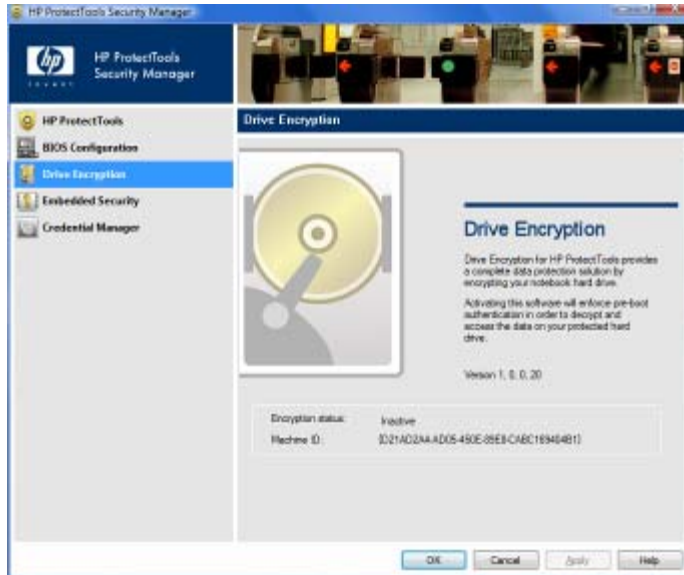 HP ProtectTools Security Manager
hp
invent
HP ProtectTools
Security Manager
HP ProtectTools
BIOS Configuration
Drive Encryption
Embedded Security
Credential Manager
Drive Encryption
Drive Encryption
Drive Encryption for HP ProtectTools provides
a complete data protection solution by
encrypting your notebook hard drive.
Activating this software will enforce pre-boot
authentication in order to decrypt and
access the data on your protected hard
drive.
Version 1, 0, 0, 20
Encryption status: Inactive
Machine ID:
OK
Cancel
Apply
Help